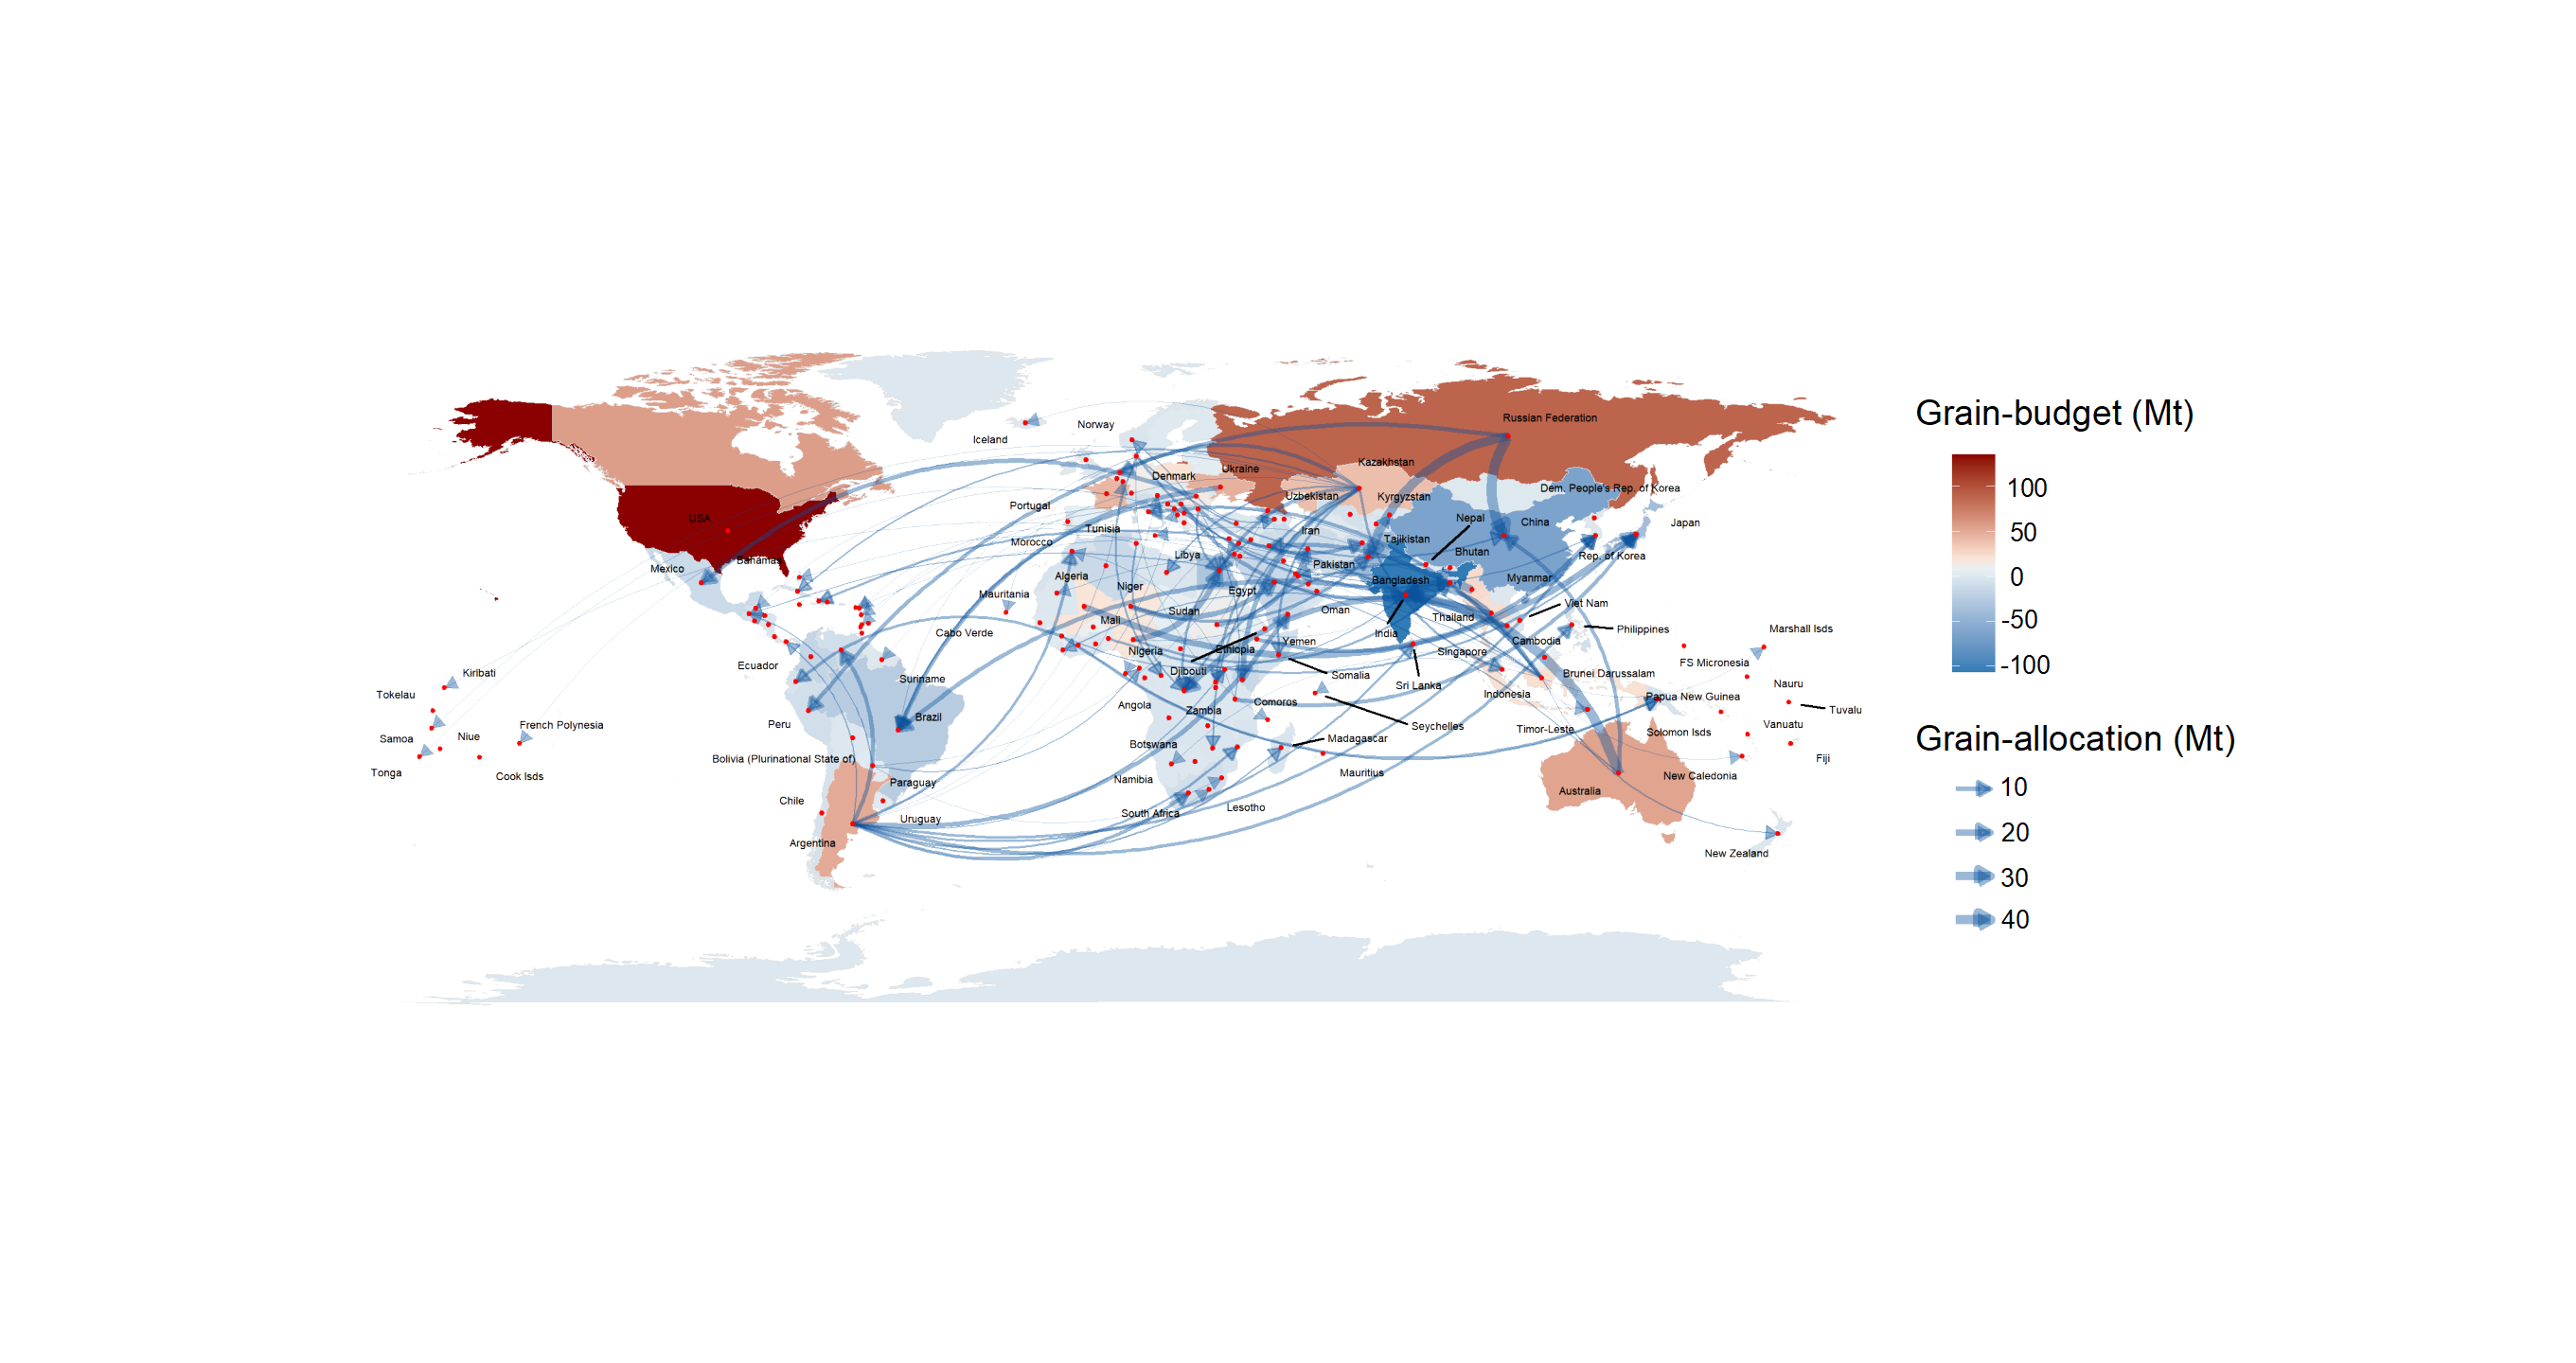 Russian Federation
Norway
Iceland
Kazakhstan
Ukraine
Denmark
Dem. People's Rep. of Korea
Uzbekistan
Kyrgyzstan
Portugal
USA
Nepal
China
Japan
Tunisia
Iran
Tajikistan
Morocco
Bhutan
Libya
Rep. of Korea
Bahamas
Mexico
Pakistan
Algeria
Bangladesh
Myanmar
Niger
Egypt
Mauritania
Viet Nam
Sudan
Oman
Mali
Thailand
Cabo Verde
India
Philippines
Marshall Isds
Yemen
Cambodia
Nigeria
Ethiopia
Singapore
FS Micronesia
Ecuador
Djibouti
Kirlbati
Somalia
Brunei Darussalam
Suriname
Sri Lanka
Nauru
Tokelau
Indonesia
Papua New Guinea
Comoros
Angola
Zambia
Tuvalu
Brazil
French Polynesia
Peru
Seychelles
Vanuatu
Timor-Leste
Solomon Isds
Niue
Samoa
Madagascar
Botswana
Bolivia (Plurinational State of)
Fiji
Tonga
Cook Isds
Mauritius
New Caledonia
Namibia
Paraguay
Australia
Chile
Lesotho
South Africa
Uruguay
Argentina
New Zealand
Grain-budget (Mt)
100
50
0
-50
-100
Grain-allocation (Mt)
10
20
30
40